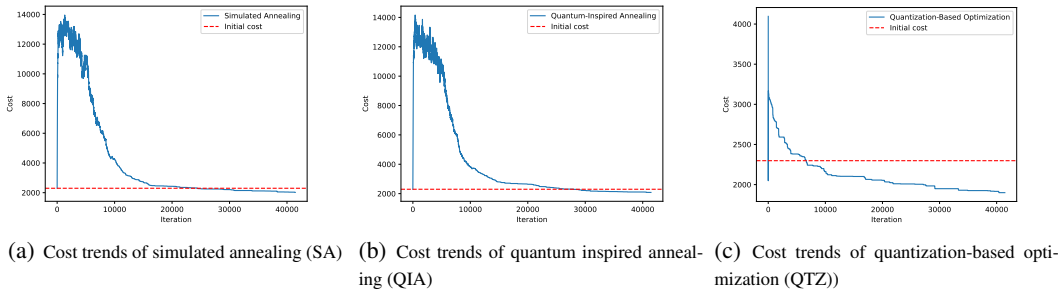 14000
12000
10000
8000
6000
4000
2000
Cost
Simulated Annealing
Initial cost
0
10000
20000
30000
40000
Iteration
14000
12000
10000
8000
6000
4000
2000
Cost
Quantum-Inspired Annealing
Initial cost
0
10000
20000
30000
40000
Iteration
4000
3500
3000
2500
2000
Cost
Quantization-Based Optimization
Initial cost
0
10000
20000
30000
40000
Iteration
(a) Cost trends of simulated annealing (SA)
(b) Cost trends of quantum inspired anneal-
ing (QIA)
(c) Cost trends of quantization-based opti-
mization (QTZ))